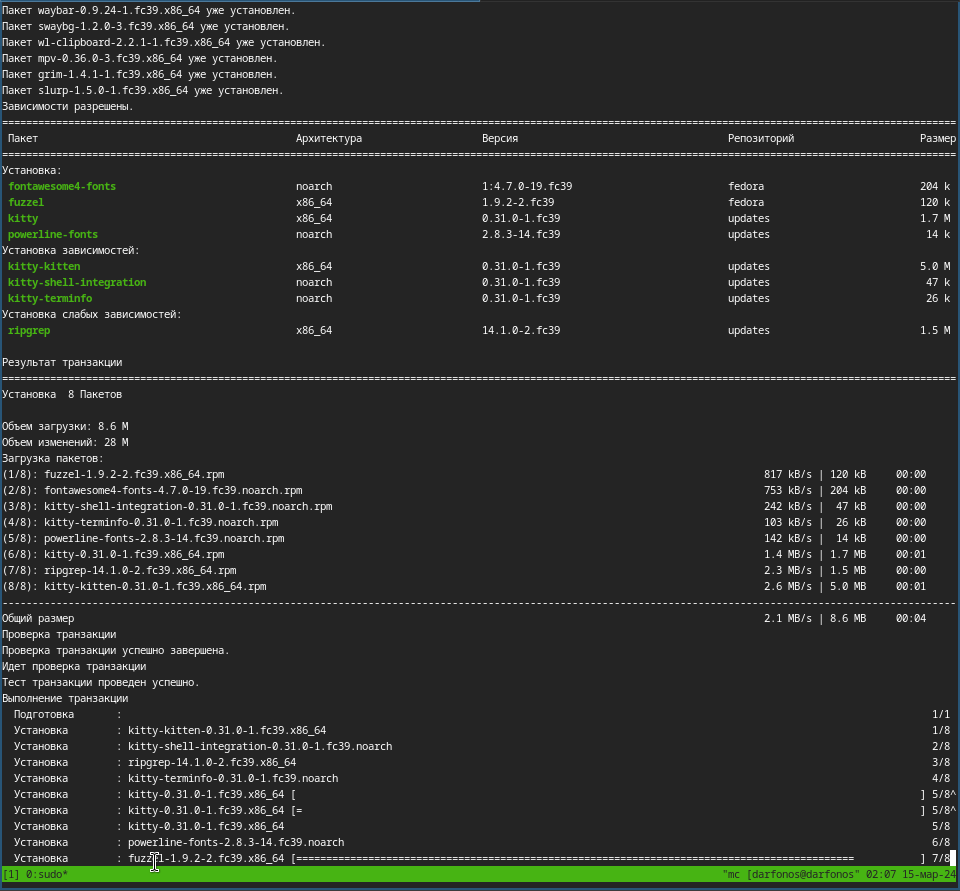 Пакет waybar-0.9.24-1.fc39.x86_64 уже установлен.
Пакет swaybg-1.2.0-3.fc39.x86_64 уже установлен.
Пакет wl-clipboard-2.2.1-1.fc39.x86_64 уже установлен.
Пакет mpv-0.36.0-3.fc39.x86_64 уже установлен.
Пакет grim-1.4.1-1.fc39.x86_64 уже установлен.
Пакет slurp-1.5.0-1.fc39.x86_64 уже установлен.
Зависимости разрешены.
Пакет Архитектура Версия Репозиторий Размер
Установка:
fontawesome4-fonts noarch 1:4.7.0-19.fc39 fedora 204 k
fuzzel x86_64 1.9.2-2.fc39 fedora 120 k
kitty x86_64 0.31.0-1.fc39 updates 1.7 M
powerline-fonts noarch 2.8.3-14.fc39 updates 14 k
Установка зависимостей:
kitty-kitten x86_64 0.31.0-1.fc39 updates 5.0 M
kitty-shell-integration noarch 0.31.0-1.fc39 updates 47 k
kitty-terminfo noarch 0.31.0-1.fc39 updates 26 k
Установка слабых зависимостей:
ripgrep x86_64 14.1.0-2.fc39 updates 1.5 M
Результат транзакции
Установка 8 Пакетов
Объем загрузки: 8.6 M
Объем изменений: 28 M
Загрузка пакетов:
(1/8): fuzzel-1.9.2-2.fc39.x86_64.rpm 817 kB/s | 120 kB 00:00
(2/8): fontawesome4-fonts-4.7.0-19.fc39.noarch.rpm 753 kB/s | 204 kB 00:00
(3/8): kitty-shell-integration-0.31.0-1.fc39.noarch.rpm 242 kB/s | 47 kB 00:00
(4/8): kitty-terminfo-0.31.0-1.fc39.noarch.rpm 103 kB/s | 26 kB 00:00
(5/8): powerline-fonts-2.8.3-14.fc39.noarch.rpm 142 kB/s | 14 kB 00:00
(6/8): kitty-0.31.0-1.fc39.x86_64.rpm 1.4 MB/s | 1.7 MB 00:01
(7/8): ripgrep-14.1.0-2.fc39.x86_64.rpm 2.3 MB/s | 1.5 MB 00:00
(8/8): kitty-kitten-0.31.0-1.fc39.x86_64.rpm 2.6 MB/s | 5.0 MB 00:01
Общий размер 2.1 MB/s | 8.6 MB 00:04
Проверка транзакции
Проверка транзакции успешно завершена.
Идет проверка транзакции
Тест транзакции проведен успешно.
Выполнение транзакции
Подготовка : 1/1
Установка : kitty-kitten-0.31.0-1.fc39.x86_64 1/8
Установка : kitty-shell-integration-0.31.0-1.fc39.noarch 2/8
Установка : ripgrep-14.1.0-2.fc39.x86_64 3/8
Установка : kitty-terminfo-0.31.0-1.fc39.noarch 4/8
Установка : kitty-0.31.0-1.fc39.x86_64 [ ] 5/8^
Установка : kitty-0.31.0-1.fc39.x86_64 [= ] 5/8^
Установка : kitty-0.31.0-1.fc39.x86_64 5/8
Установка : powerline-fonts-2.8.3-14.fc39.noarch 6/8
Установка : fuzzel-1.9.2-2.fc39.x86_64 [============================================================================================= ] 7/8
[1] 0:sudo* "mc [darfonos@darfonos" 02:07 15-мар-24